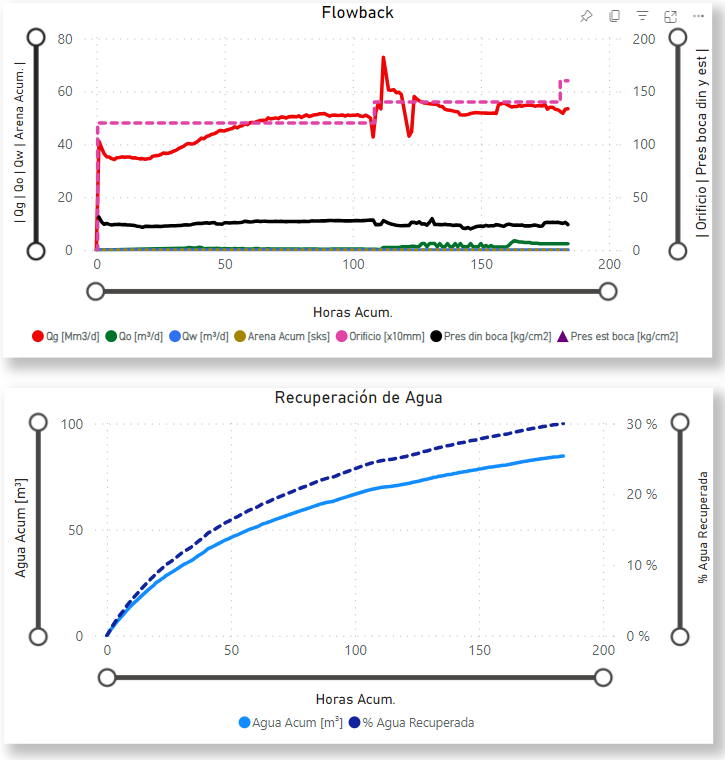 Flowback
| Qg | Qo | Qw | Arena Acum. |
80
60
40
20
0
200
150
100
50
0
| Orificio | Pres boca din y est |
0
50
100
150
200
Horas Acum.
Qg [Mm3/d] Qo [m³/d] Qw [m³/d] Arena Acum [sks] Orificio [x10mm] Pres din boca [kg/cm2] Pres est boca [kg/cm2]
Recuperación de Agua
Agua Acum [m³]
100
50
0
30 %
20 %
10 %
0 %
% Agua Recuperada
0
50
100
150
200
Horas Acum.
Agua Acum [m³] % Agua Recuperada